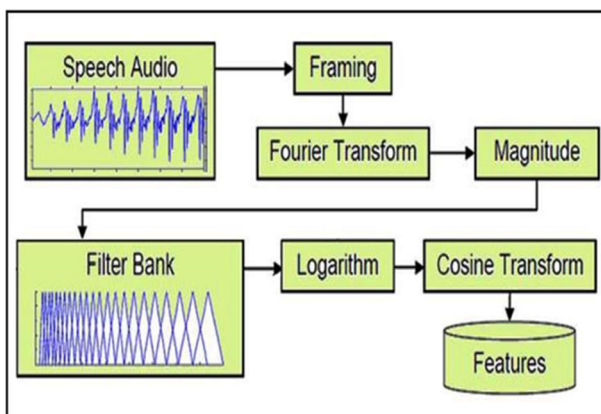 Speech Audio
Framing
Fourier Transform
Magnitude
Filter Bank
Logarithm
Cosine Transform
Features